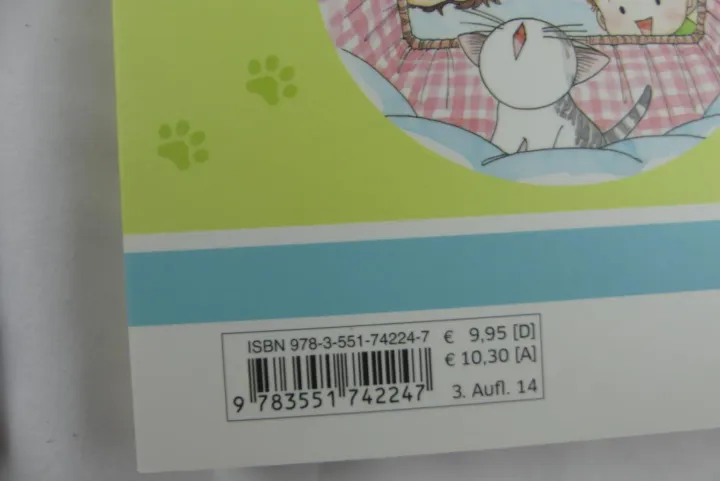 ISBN 978-3-551-74224-7
€ 9,95 [D]
€ 10,30 [A]
9 783551 742247
3. Aufl. 14